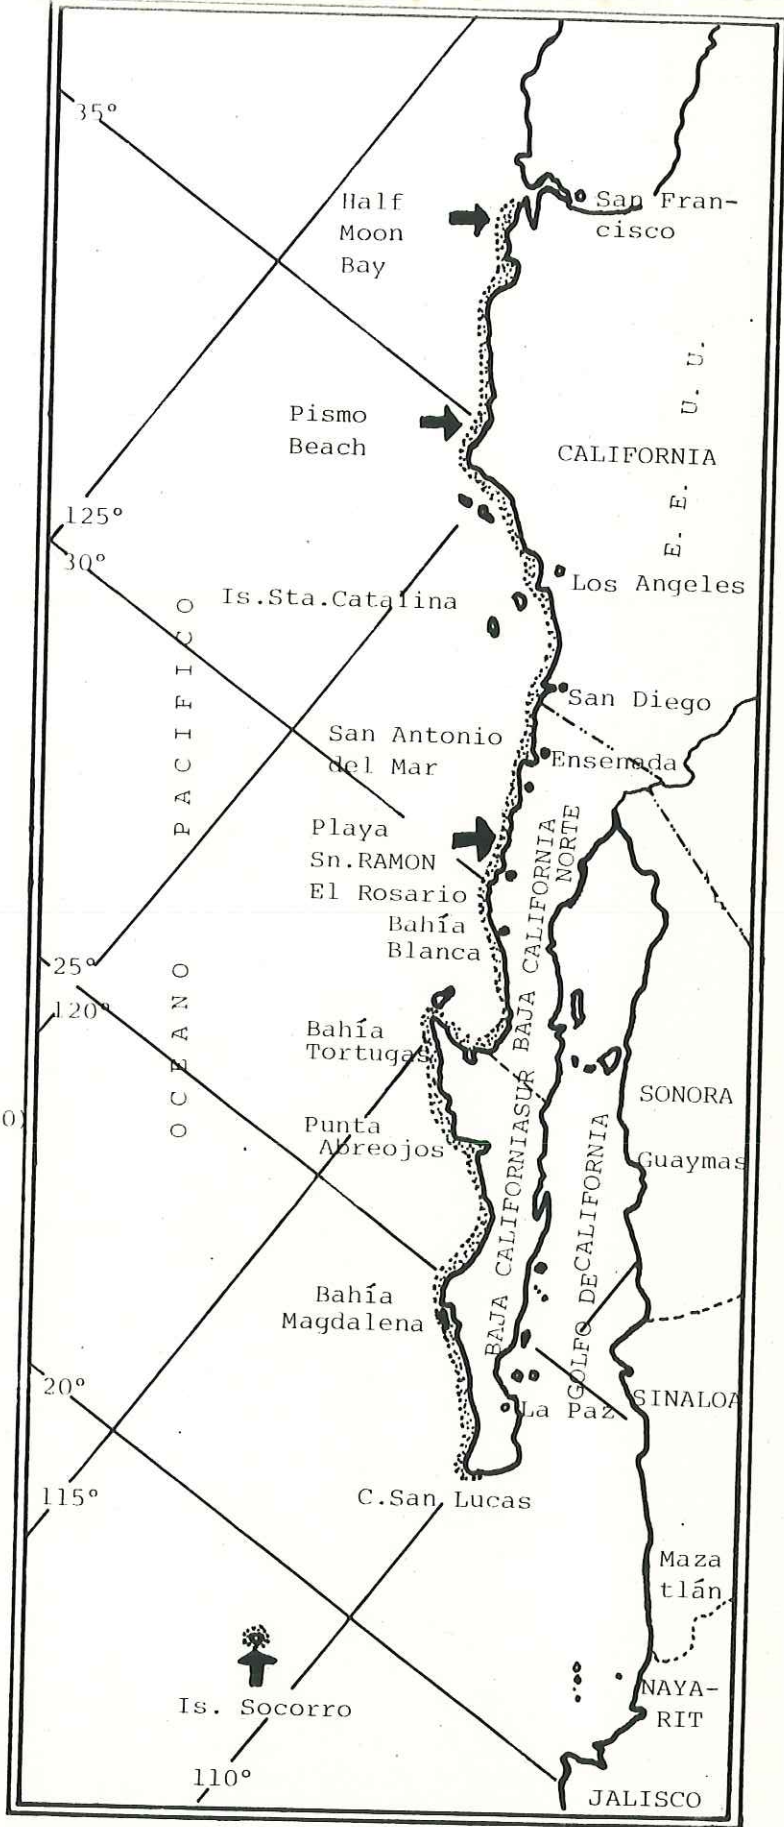 35°
Half
Moon
Bay
San Fran-
cisco
E. E. U. U.
Pismo
Beach
CALIFORNIA
125°
30°
Is.Sta.Catalina
Los Angeles
San Diego
San Antonio
del Mar
Ensenada
Playa
Sn.RAMON
El Rosario
Bahía
Blanca
BAJA CALIFORNIA
NORTE
OCEANO PACIFICO
25°
120°
Bahía
Tortugas
0)
Punta
Abreojos
SONORA
Guaymas
BAJA CALIFORNIASUR
GOLFO DE CALIFORNIA
Bahía
Magdalena
20°
La Paz
SINALOA
115°
C.San Lucas
Maza
tlán
Is. Socorro
NAYA-
RIT
110°
JALISCO